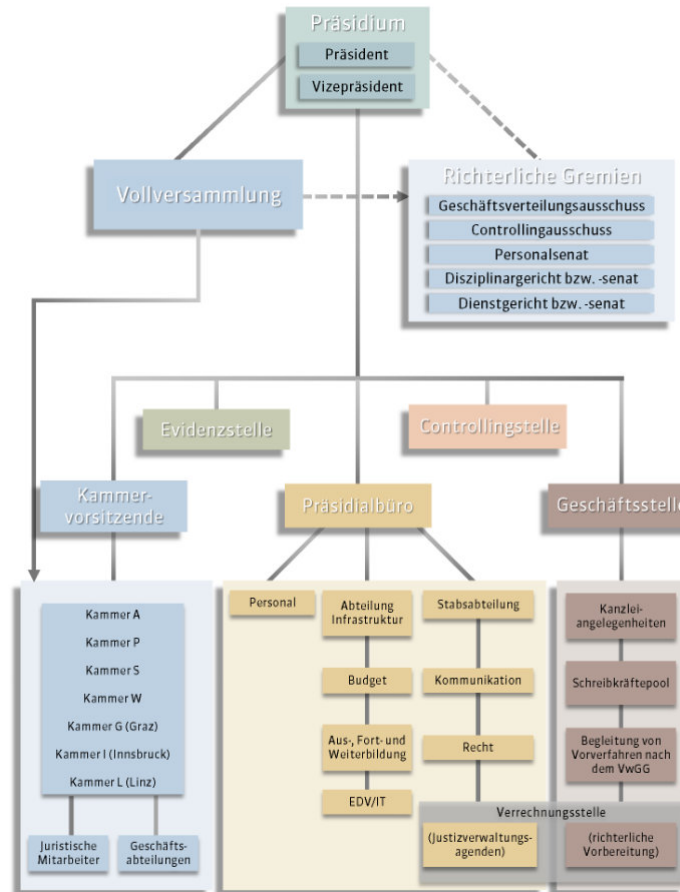 Präsidium
Präsident
Vizepräsident
Vollversammlung
Richterliche Gremien
Geschäftsverteilungsausschuss
Controllingausschuss
Personalsenat
Disziplinargericht bzw. -senat
Dienstgericht bzw. -senat
Evidenzstelle
Controllingstelle
Kammer-
vorsitzende
Präsidialbüro
Geschäftsstelle
Kammer A
Kammer P
Kammer S
Kammer W
Kammer G (Graz)
Kammer I (Innsbruck)
Kammer L (Linz)
Juristische
Mitarbeiter
Geschäfts-
abteilungen
Personal
Abteilung
Infrastruktur
Budget
Aus-, Fort- und
Weiterbildung
EDV/IT
Stabsabteilung
Kommunikation
Recht
Kanzlei-
angelegenheiten
Schreibkräftepool
Begleitung von
Vorverfahren nach
dem VwGG
Verrechnungsstelle
(Justizverwaltungs-
agenden)
(richterliche
Vorbereitung)